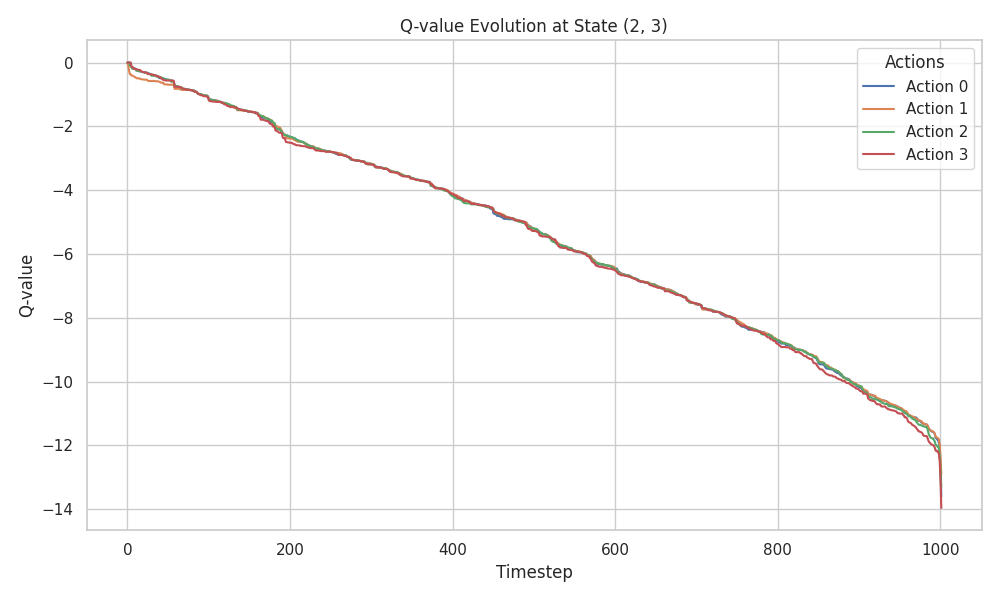 Q-value Evolution at State (2, 3)
Actions
Action 0
Action 1
Action 2
Action 3
Q-value
0
−2
−4
−6
−8
−10
−12
−14
0 200 400 600 800 1000
Timestep